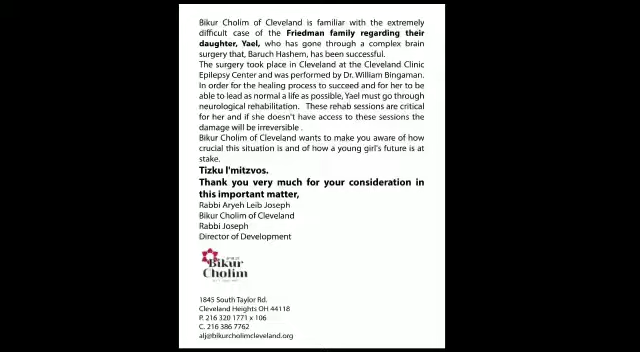 Bikur Cholim of Cleveland is familiar with the extremely
difficult case of the Friedman family regarding their
daughter, Yael, who has gone through a complex brain
surgery that, Baruch Hashem, has been successful.
The surgery took place in Cleveland at the Cleveland Clinic
Epilepsy Center and was performed by Dr. William Bingaman.
In order for the healing process to succeed and for her to be
able to lead as normal a life as possible, Yael must go through
neurological rehabilitation. These rehab sessions are critical
for her and if she doesn't have access to these sessions the
damage will be irreversible .
Bikur Cholim of Cleveland wants to make you aware of how
crucial this situation is and of how a young girl's future is at
stake.
Tizku l'mitzvos.
Thank you very much for your consideration in
this important matter,
Rabbi Aryeh Leib Joseph
Bikur Cholim of Cleveland
Rabbi Joseph
Director of Development
Bikur
Cholim
1845 South Taylor Rd.
Cleveland Heights OH 44118
P. 216 320 1771 x 106
C. 216 386 7762
alj@bikurcholimcleveland.org